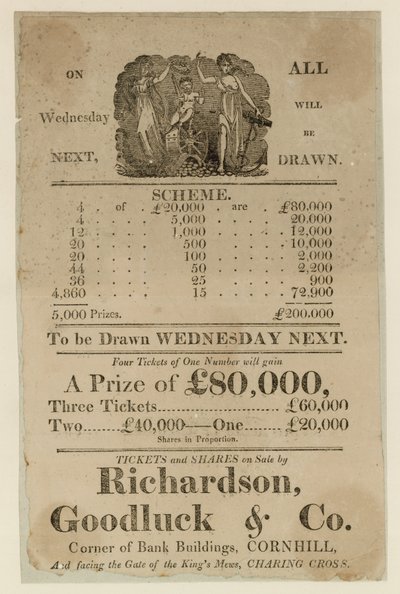 ON
Wednesday
NEXT,
ALL
WILL
BE
DRAWN.
SCHEME.
4 . of . £20,000 . are . £80.000
4 . . . . 5,000 . . . . 20.000
12 . . . . 1,000 . . . . 12,000
20 . . . . 500 . . . . 10,000
20 . . . . 100 . . . . 2,000
44 . . . . 50 . . . . 2,200
36 . . . . 25 . . . . 900
4,860 . . . . 15 . . . . 72,900
5,000 Prizes. £200.000
To be Drawn WEDNESDAY NEXT.
Four Tickets of One Number will gain
A Prize of £80,000,
Three Tickets............ £60,000
Two.......£40,000—One....... £20,000
Shares in Proportion.
TICKETS and SHARES on Sale by
Richardson,
Goodluck & Co.
Corner of Bank Buildings, CORNHILL,
And facing the Gate of the King's Mews, CHARING CROSS.